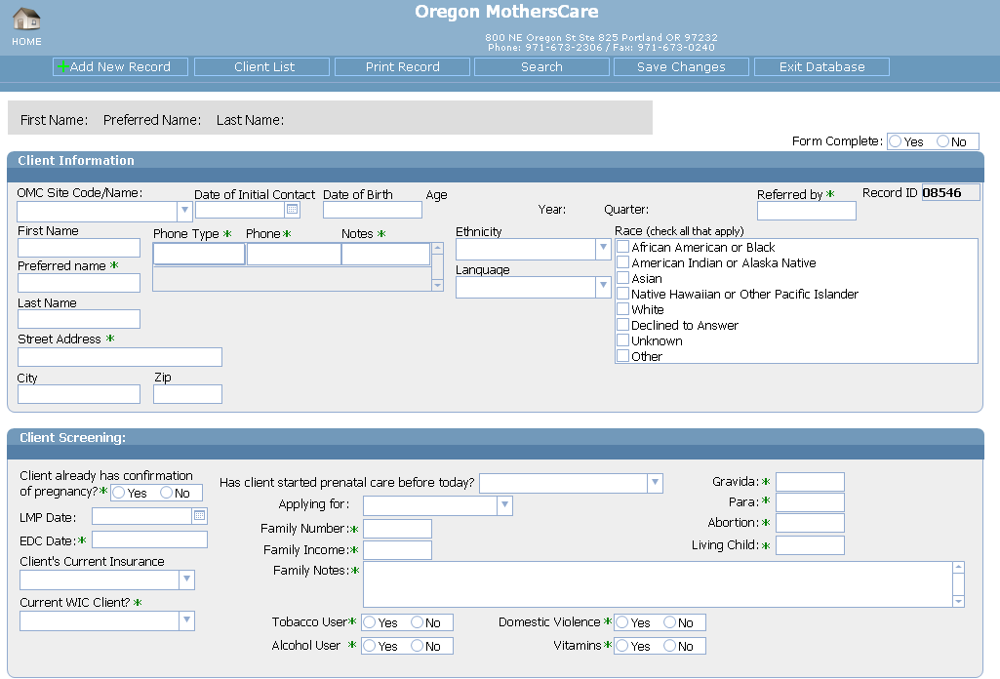 Oregon MothersCare
HOME
800 NE Oregon St Ste 825 Portland OR 97232
Phone: 971-673-2306 / Fax: 971-673-0240
+Add New Record Client List Print Record Search Save Changes Exit Database
First Name: Preferred Name: Last Name:
Form Complete: Yes No
Client Information
OMC Site Code/Name: Date of Initial Contact Date of Birth Age Year: Quarter: Referred by * Record ID 08546
First Name Phone Type * Phone * Notes * Ethnicity Race (check all that apply)
African American or Black
Preferred name * Language American Indian or Alaska Native
Asian
Native Hawaiian or Other Pacific Islander
Last Name White
Declined to Answer
Street Address * Unknown
Other
City Zip
Client Screening:
Client already has confirmation
of pregnancy?* Yes No
Has client started prenatal care before today? Gravida: *
LMP Date: Applying for: Para: *
EDC Date:* Family Number:* Abortion: *
Client's Current Insurance Family Income:* Living Child: *
Family Notes:*
Current WIC Client? *
Tobacco User* Yes No Domestic Violence * Yes No
Alcohol User * Yes No Vitamins* Yes No